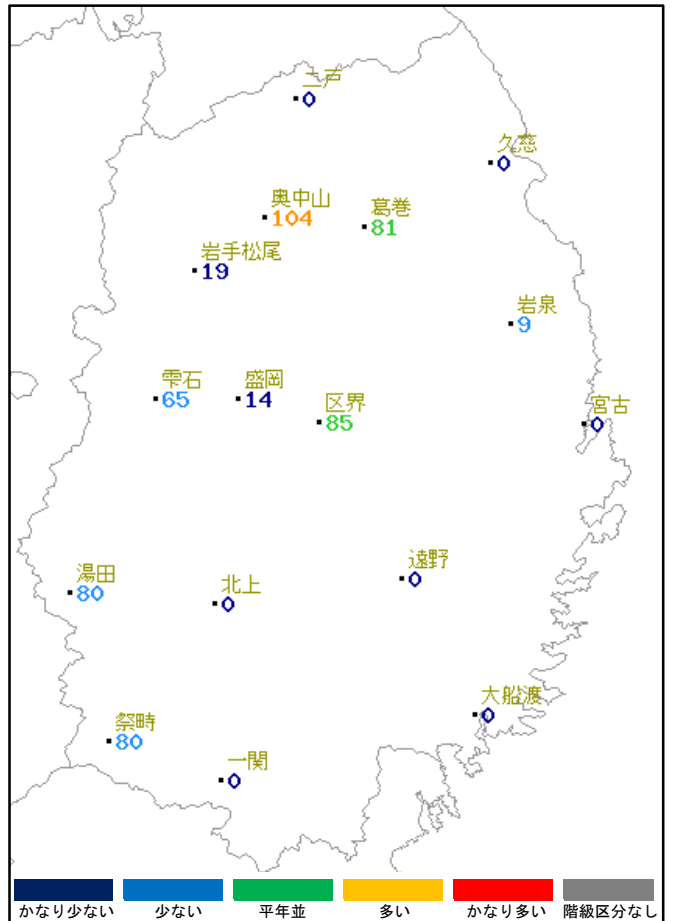 二戸
0
久慈
0
奥中山
104
葛巻
81
岩手松尾
19
岩泉
9
雫石
65
盛岡
14
区界
85
宮古
0
湯田
80
北上
0
遠野
0
大船渡
0
祭畤
80
一関
0
かなり少ない 少ない 平年並 多い かなり多い 階級区分なし